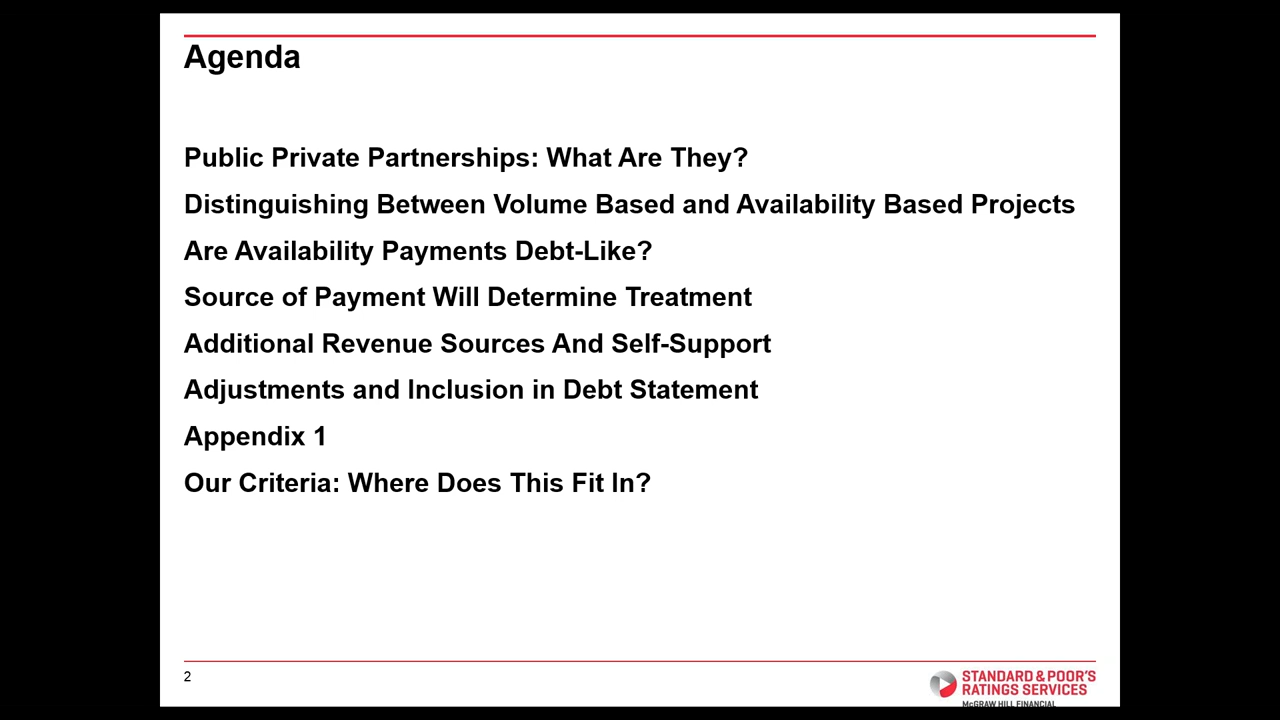 Agenda
Public Private Partnerships: What Are They?
Distinguishing Between Volume Based and Availability Based Projects
Are Availability Payments Debt-Like?
Source of Payment Will Determine Treatment
Additional Revenue Sources And Self-Support
Adjustments and Inclusion in Debt Statement
Appendix 1
Our Criteria: Where Does This Fit In?
2
STANDARD & POOR'S
RATINGS SERVICES
McGRAW HILL FINANCIAL